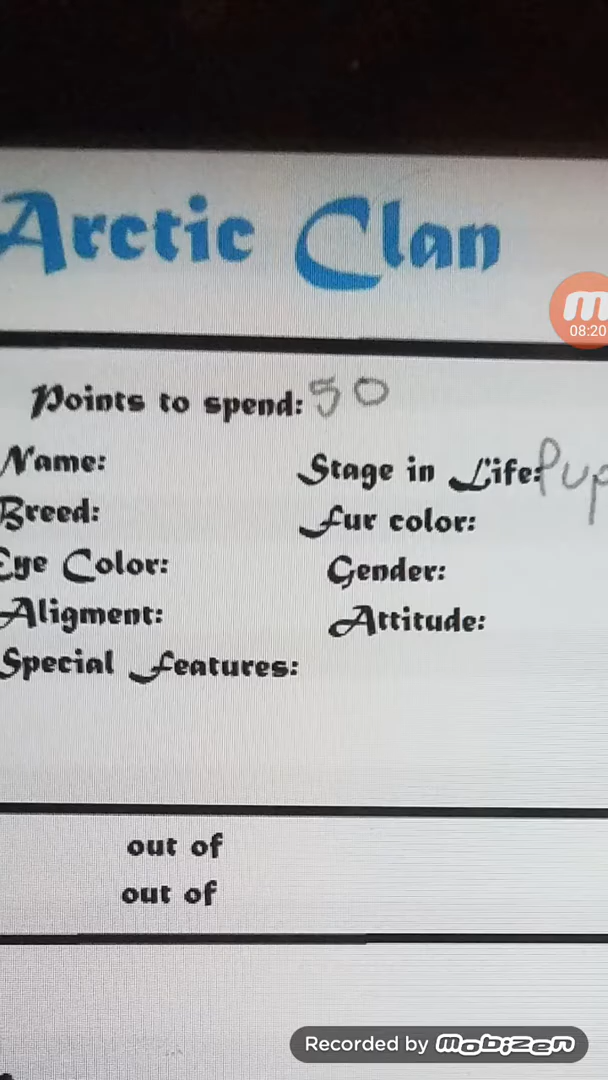 Arctic Clan
08:20
Points to spend: 50
Name:
Stage in Life: Pup
Breed:
Fur color:
Eye Color:
Gender:
Aligment:
Attitude:
Special Features:
out of
out of
Recorded by mobizen